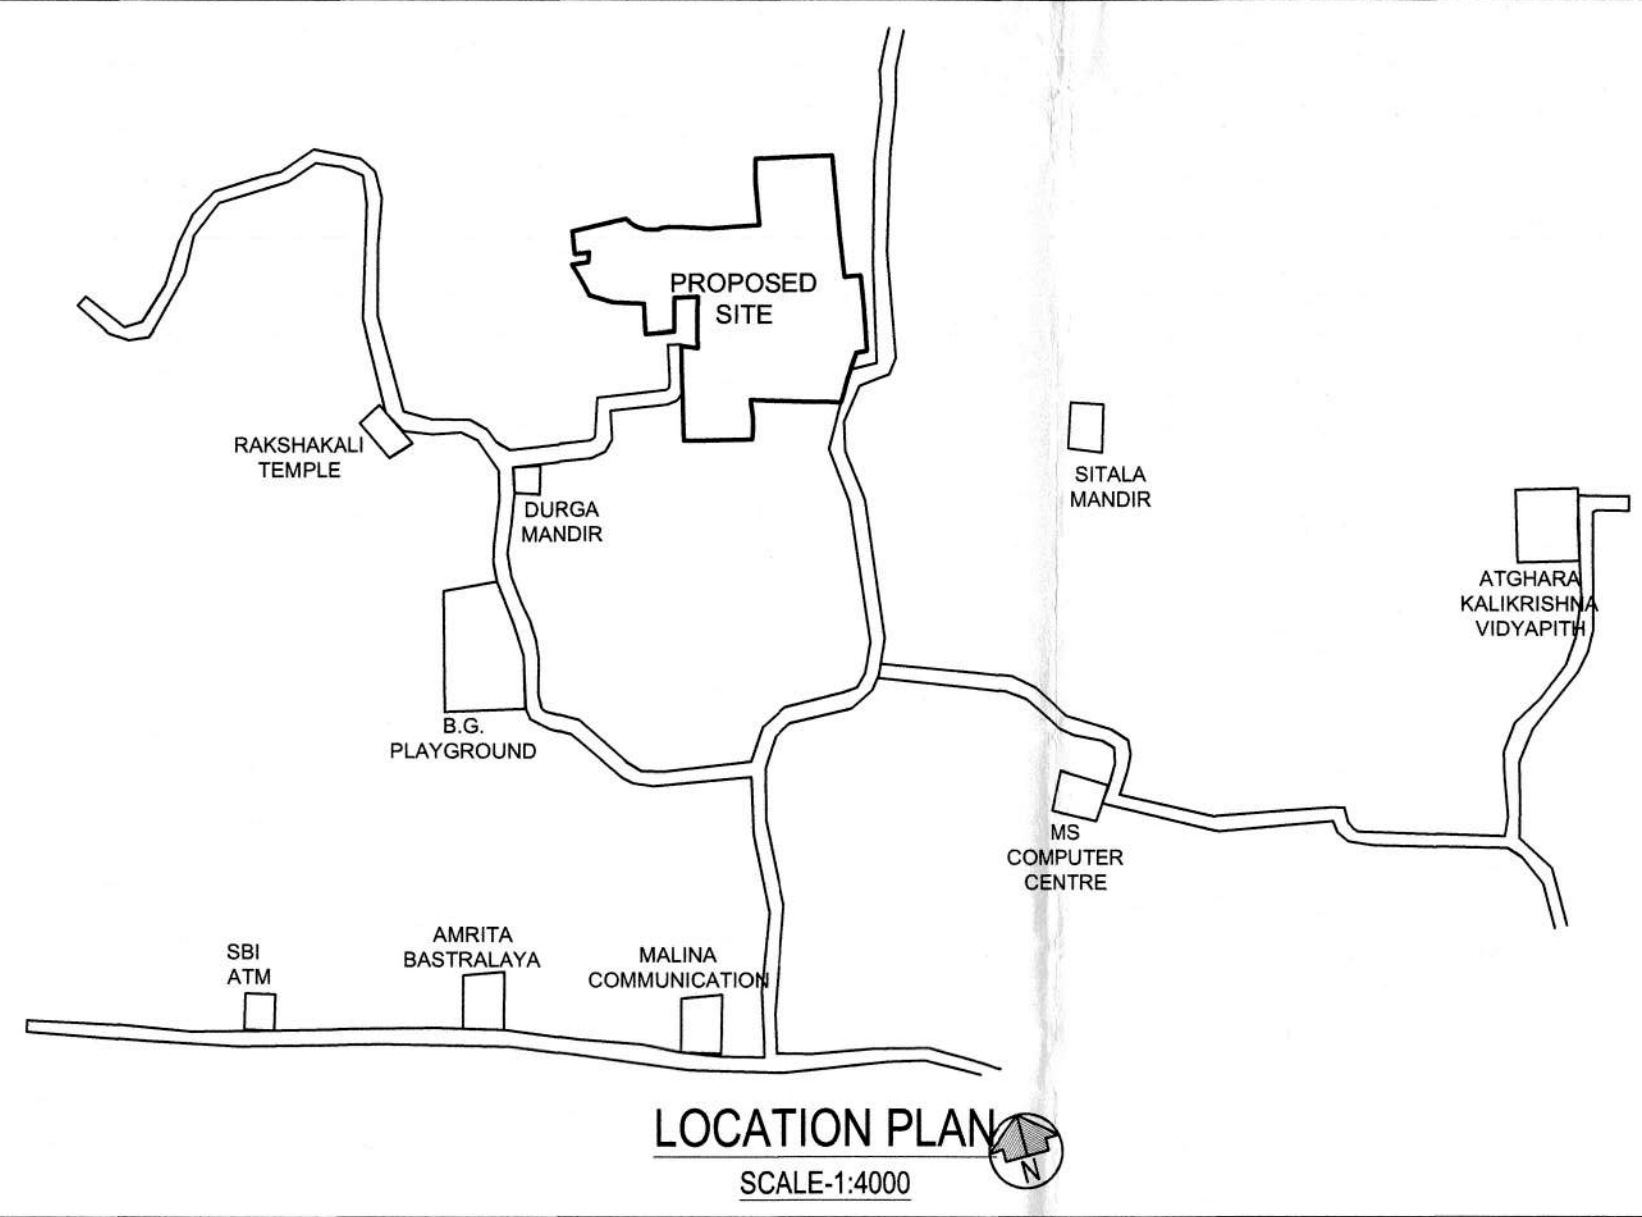 PROPOSED
SITE
RAKSHAKALI
TEMPLE
DURGA
MANDIR
SITALA
MANDIR
ATGHARA
KALIKRISHNA
VIDYAPITH
B.G.
PLAYGROUND
MS
COMPUTER
CENTRE
SBI
ATM
AMRITA
BASTRALAYA
MALINA
COMMUNICATION
LOCATION PLAN
N
SCALE-1:4000